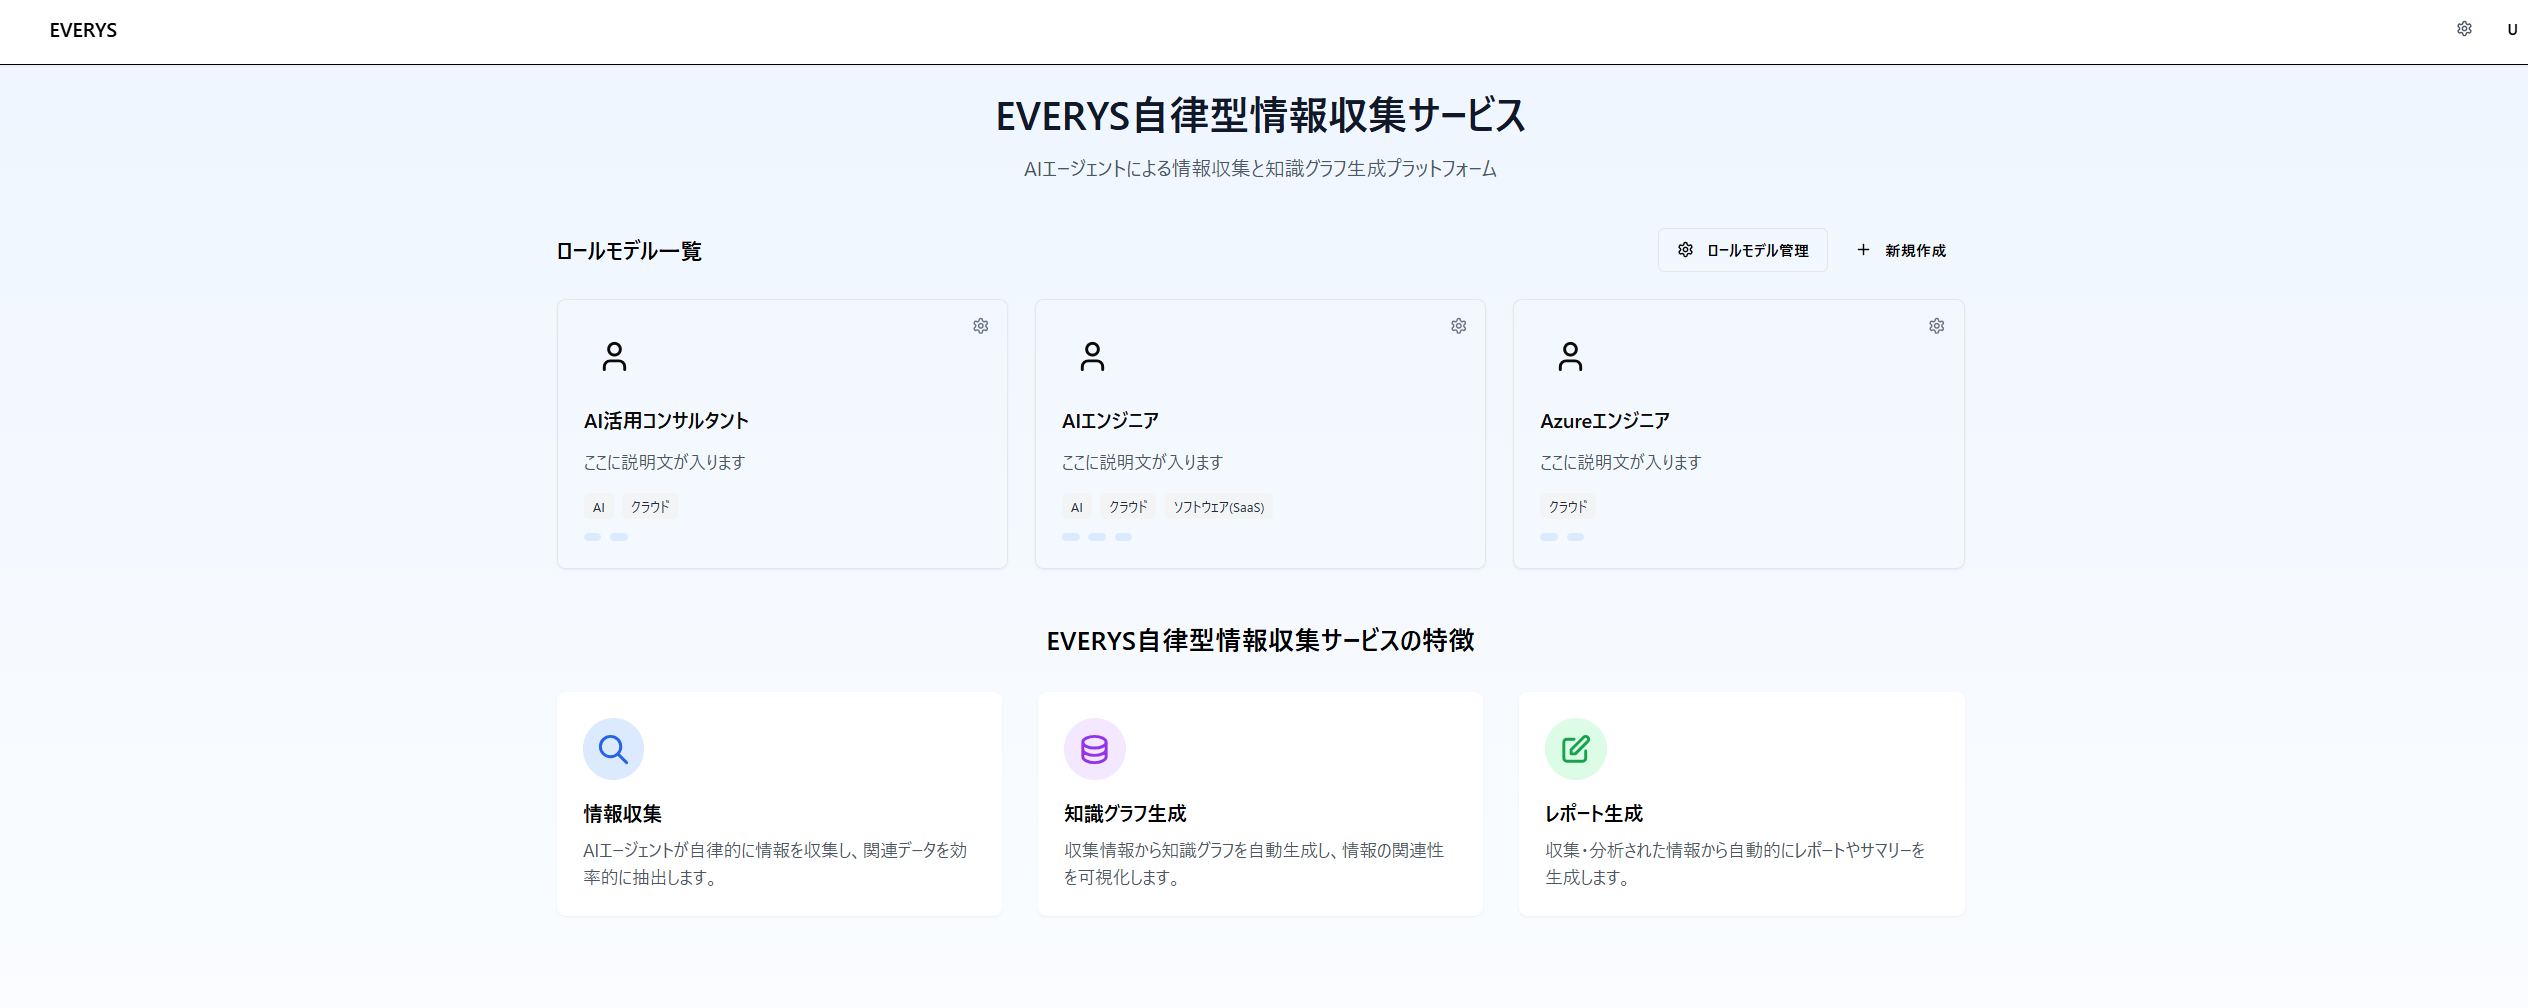 EVERYS
U
EVERYS自律型情報収集サービス
AIエージェントによる情報収集と知識グラフ生成プラットフォーム
ロールモデル一覧
ロールモデル管理
新規作成
AI活用コンサルタント
ここに説明文が入ります
AI クラウド
AIエンジニア
ここに説明文が入ります
AI クラウド ソフトウェア(SaaS)
Azureエンジニア
ここに説明文が入ります
クラウド
EVERYS自律型情報収集サービスの特徴
情報収集
AIエージェントが自律的に情報を収集し、関連データを効
率的に抽出します。
知識グラフ生成
収集情報から知識グラフを自動生成し、情報の関連性
を可視化します。
レポート生成
収集・分析された情報から自動的にレポートやサマリーを
生成します。